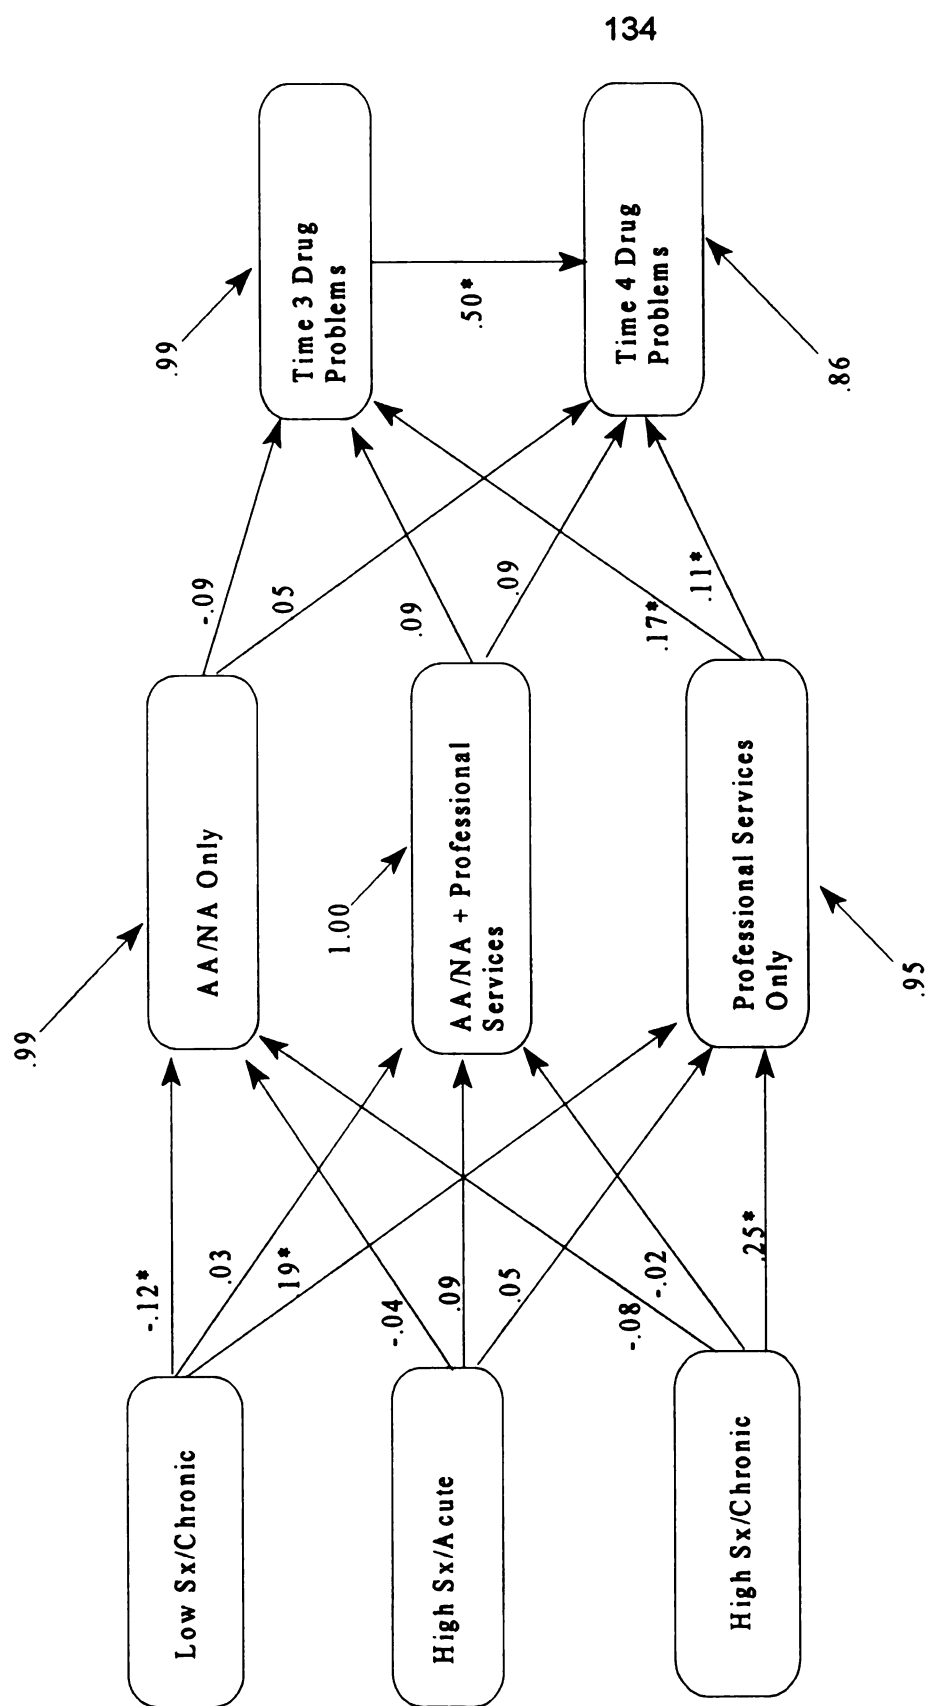 134
Low Sx/Chronic
High Sx/Acute
High Sx/Chronic
-.12*
.03
.19*
-.04
.09
.05
-.08
-.02
.25*
.99
AA/NA Only
1.00
AA/NA + Professional
Services
Professional Services
Only
.95
-.09
.05
.09
.09
.17*
.11*
.99
Time 3 Drug
Problems
.50*
Time 4 Drug
Problems
.86